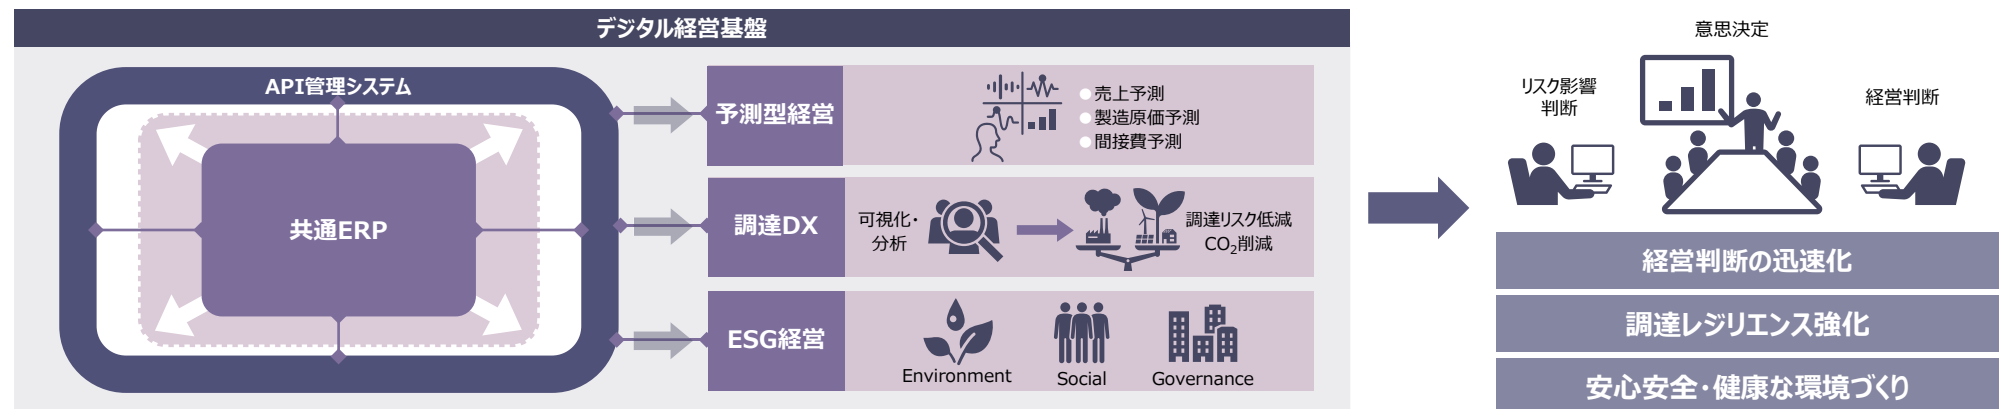 デジタル経営基盤
API管理システム
共通ERP
予測型経営
●売上予測
●製造原価予測
●間接費予測
調達DX
可視化・
分析
調達リスク低減
CO₂削減
ESG経営
Environment
Social
Governance
意思決定
リスク影響
判断
経営判断
経営判断の迅速化
調達レジリエンス強化
安心安全・健康な環境づくり